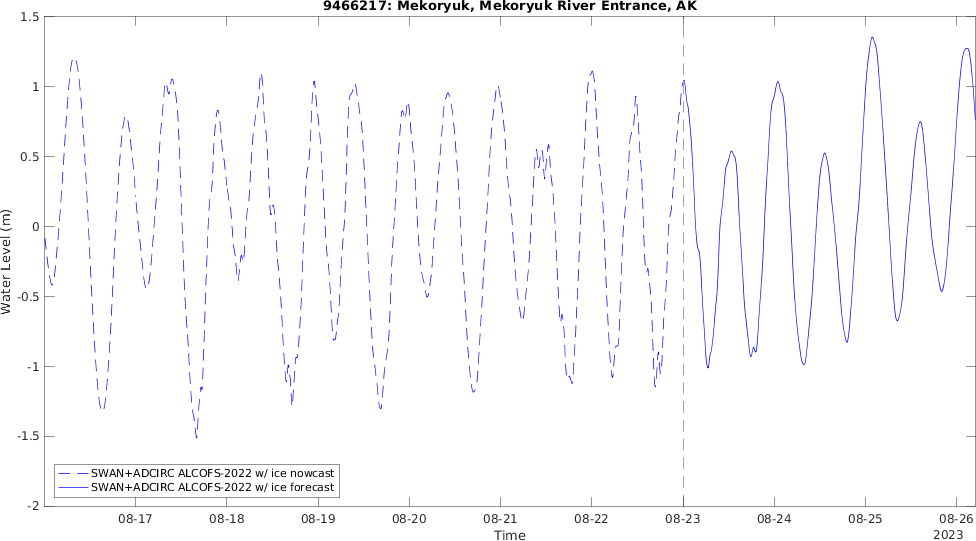 9466217: Mekoryuk, Mekoryuk River Entrance, AK
1.5
1
0.5
0
-0.5
-1
-1.5
-2
Water Level (m)
SWAN+ADCIRC ALCOFS-2022 w/ ice nowcast
SWAN+ADCIRC ALCOFS-2022 w/ ice forecast
08-17 08-18 08-19 08-20 08-21 08-22 08-23 08-24 08-25 08-26
2023
Time